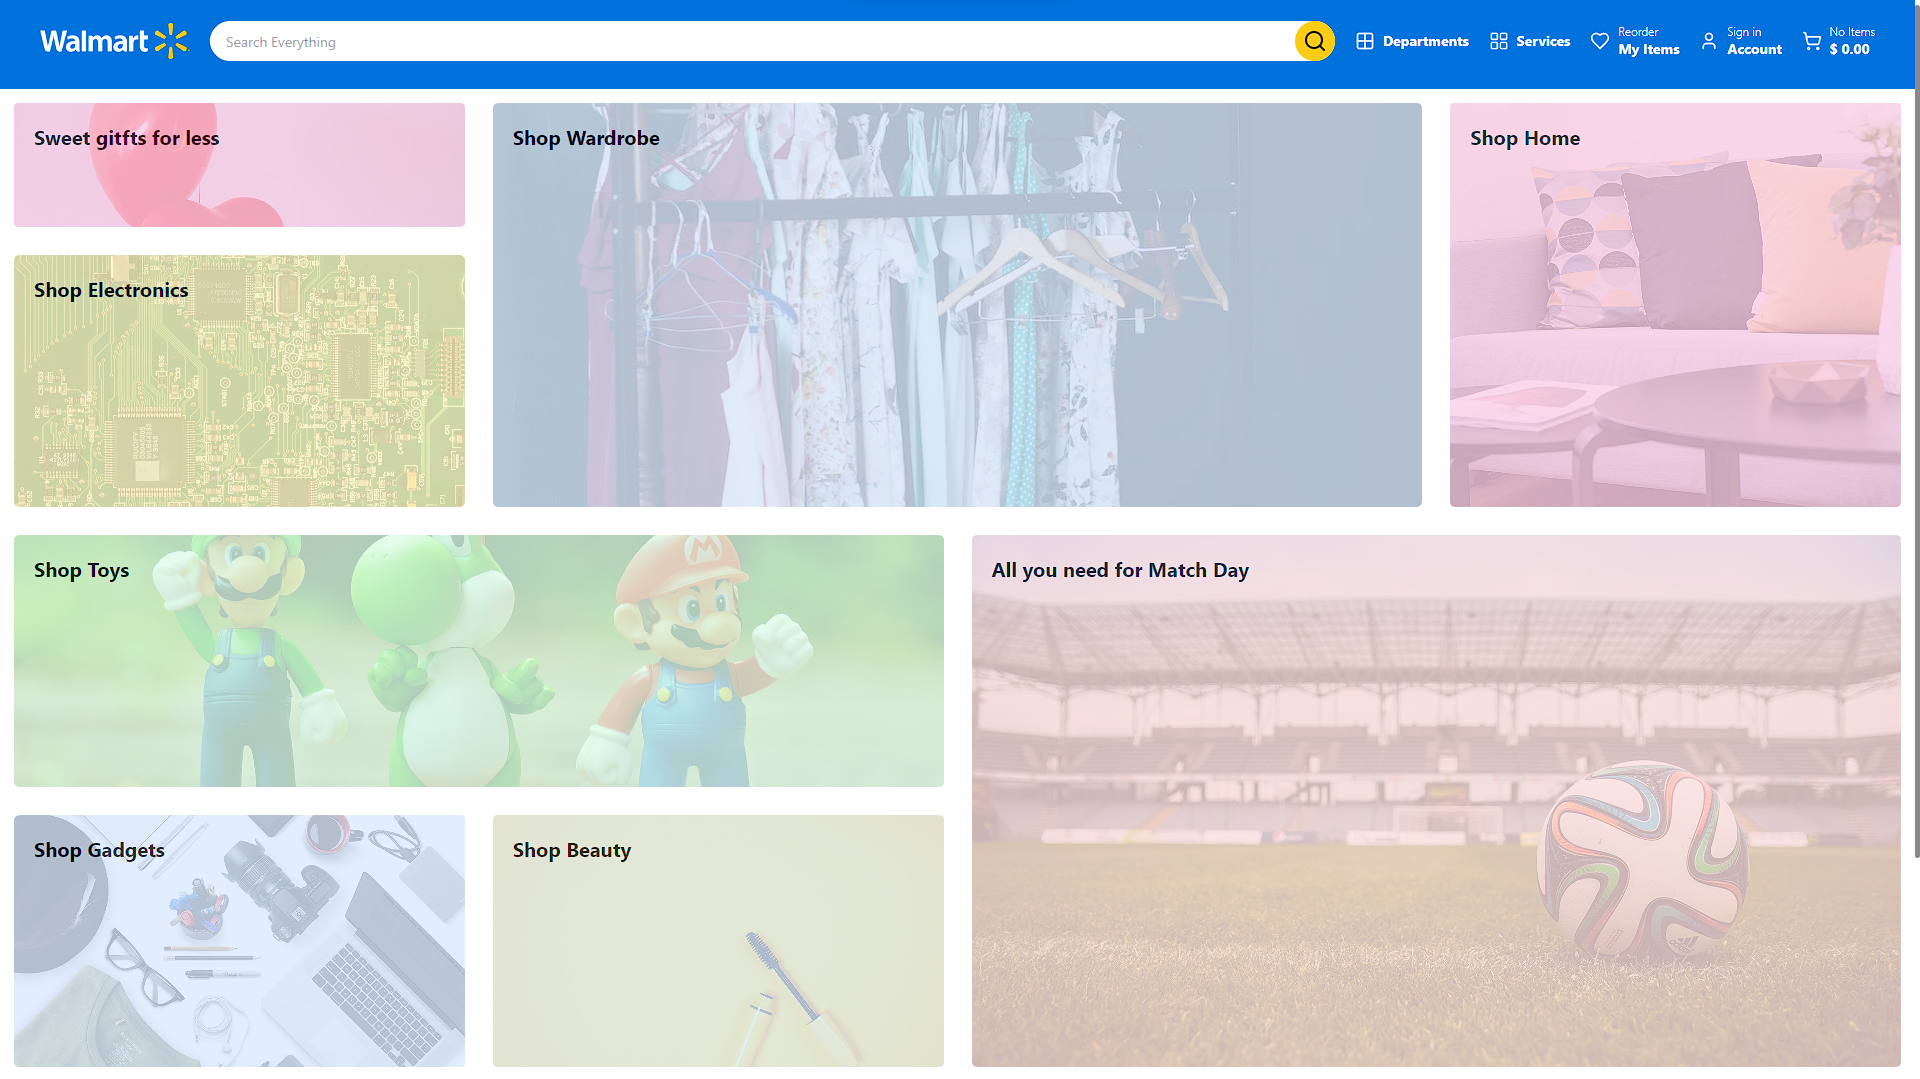 Walmart
Search Everything
Departments
Services
Reorder
My Items
Sign in
Account
No Items
$ 0.00
Sweet gitfts for less
Shop Wardrobe
Shop Home
Shop Electronics
Shop Toys
All you need for Match Day
Shop Gadgets
Shop Beauty